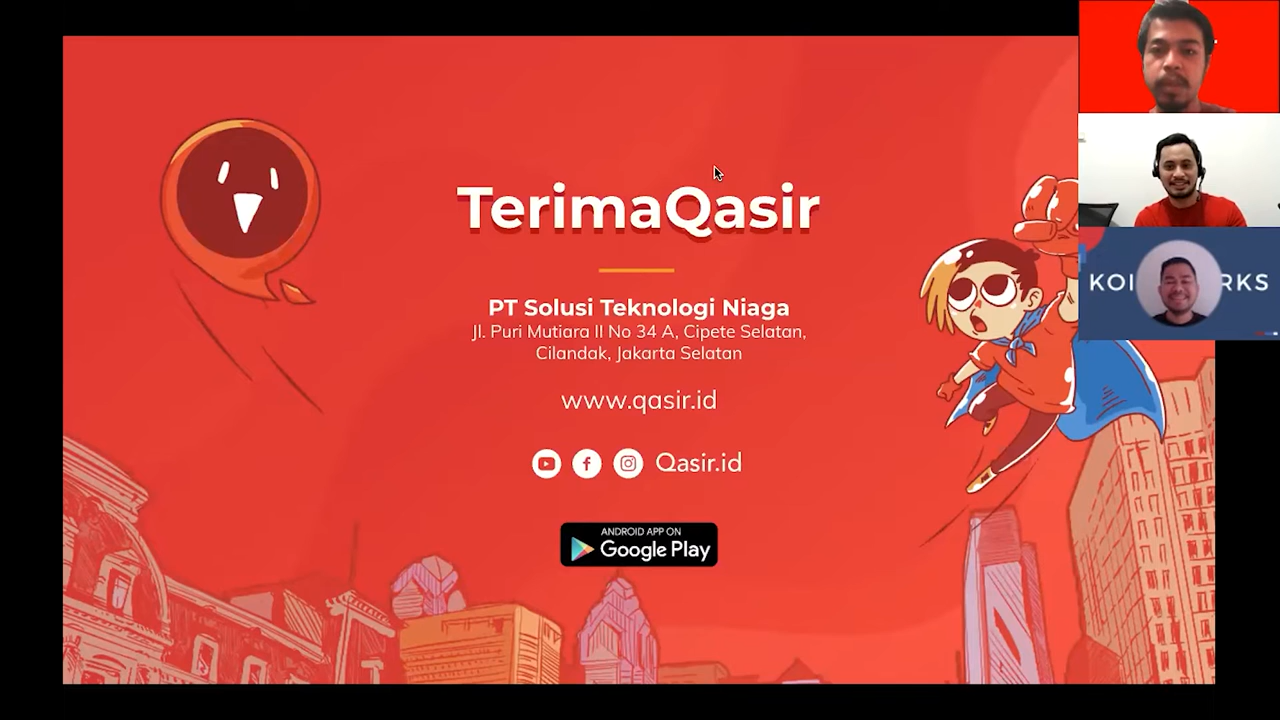 TerimaQasir
PT Solusi Teknologi Niaga
Jl. Puri Mutiara II No 34 A, Cipete Selatan,
Cilandak, Jakarta Selatan
www.qasir.id
Qasir.id
ANDROID APP ON
Google Play
KOI RKS